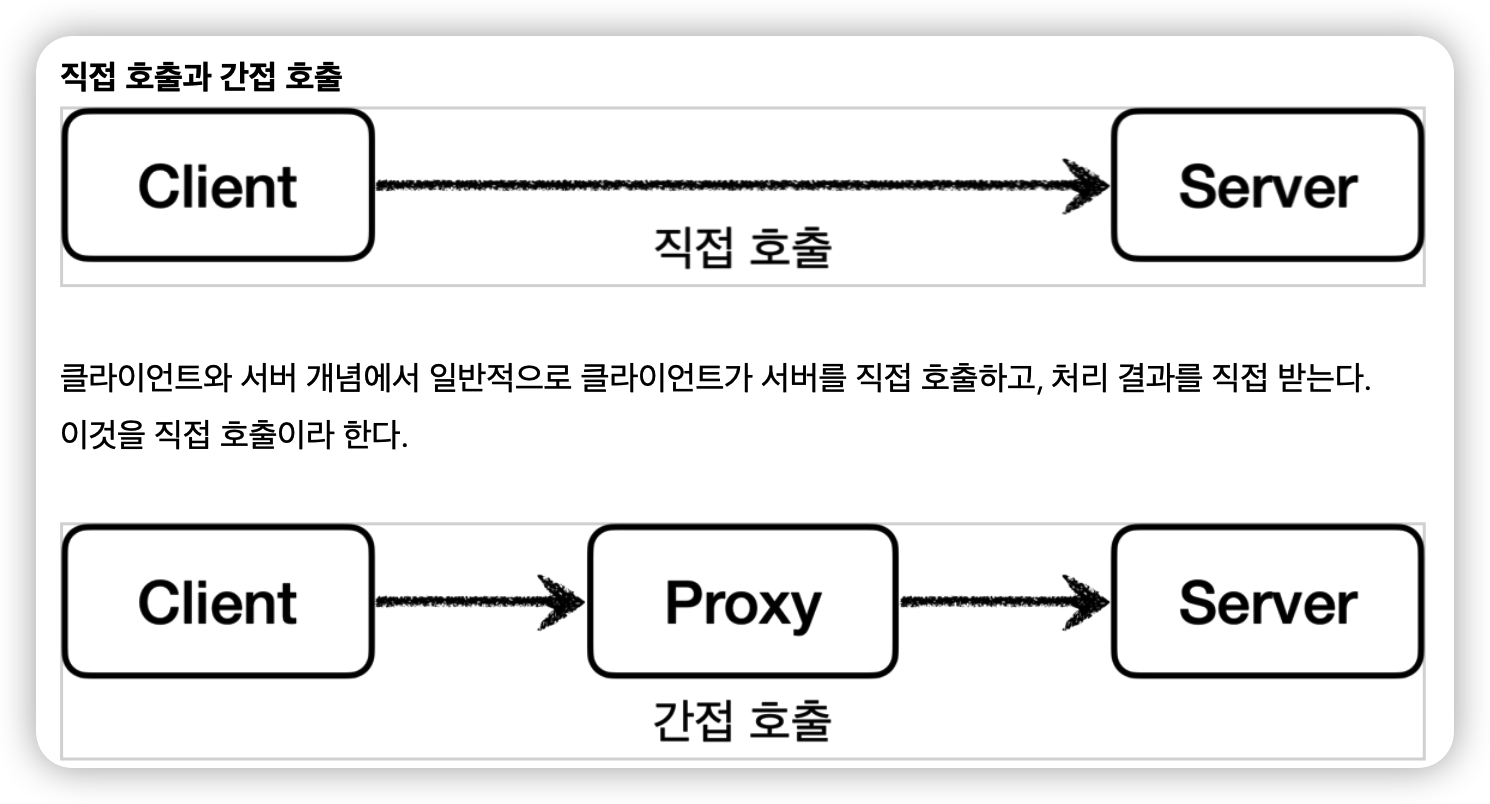 직접 호출과 간접 호출
Client
Server
직접 호출
클라이언트와 서버 개념에서 일반적으로 클라이언트가 서버를 직접 호출하고, 처리 결과를 직접 받는다.
이것을 직접 호출이라 한다.
Client
Proxy
Server
간접 호출